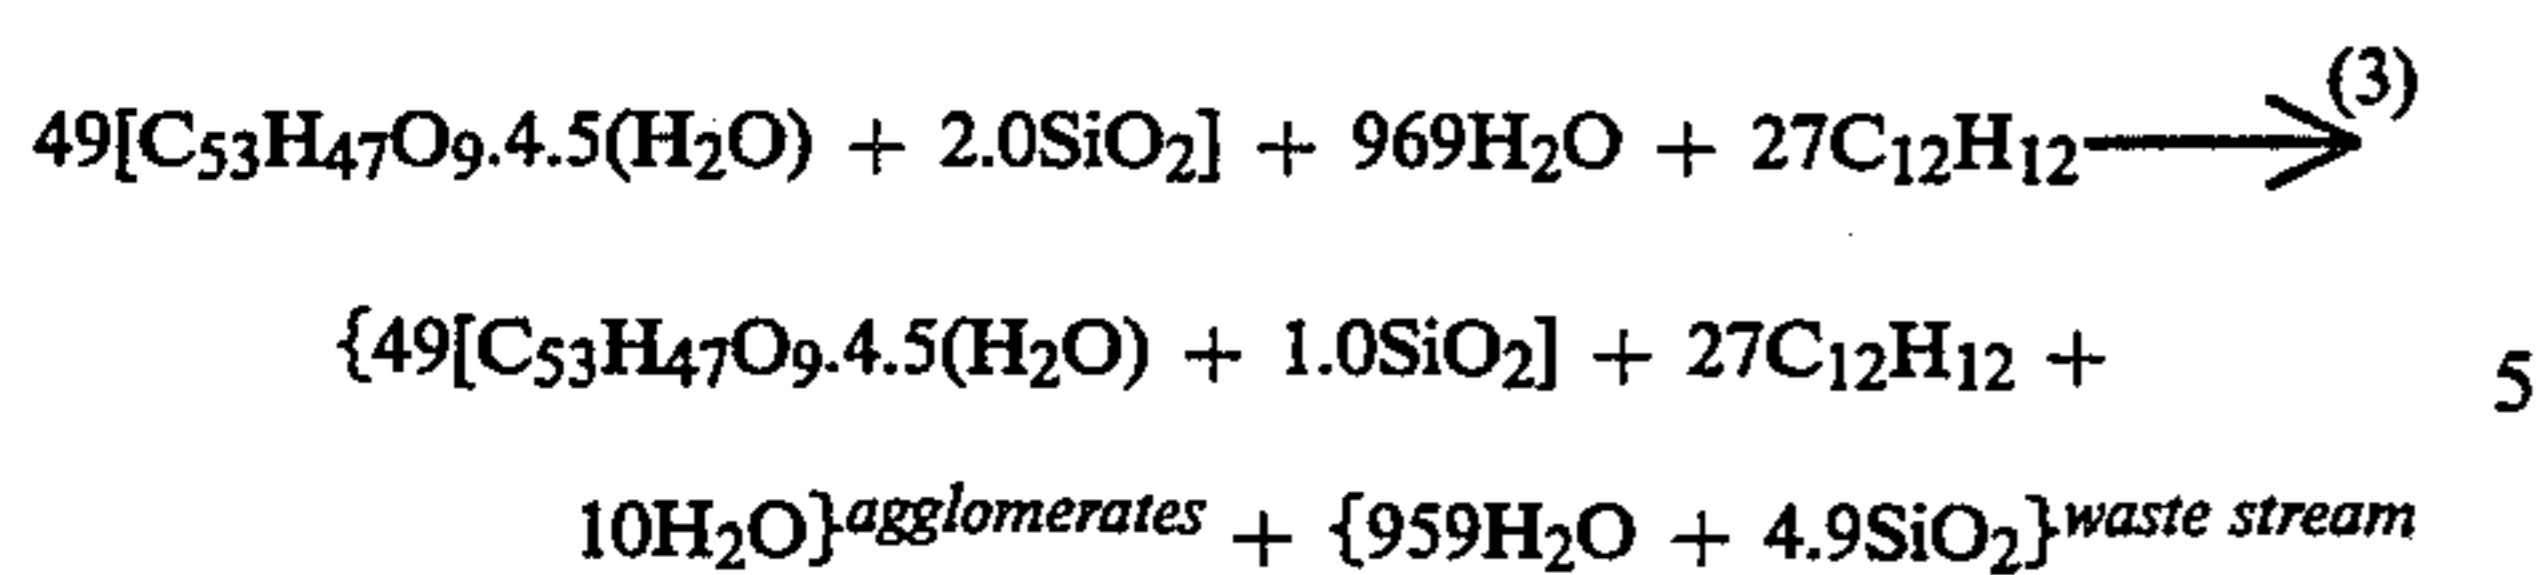 49[C₅₃H₄₇O₉.4.5(H₂O) + 2.0SiO₂] + 969H₂O + 27C₁₂H₁₂ ⟶ (3)
{49[C₅₃H₄₇O₉.4.5(H₂O) + 1.0SiO₂] + 27C₁₂H₁₂ + 5
10H₂O}ᵃᵍᵍˡᵒᵐᵉʳᵃᵗᵉˢ + {959H₂O + 4.9SiO₂}ʷᵃˢᵗᵉ ˢᵗʳᵉᵃᵐ